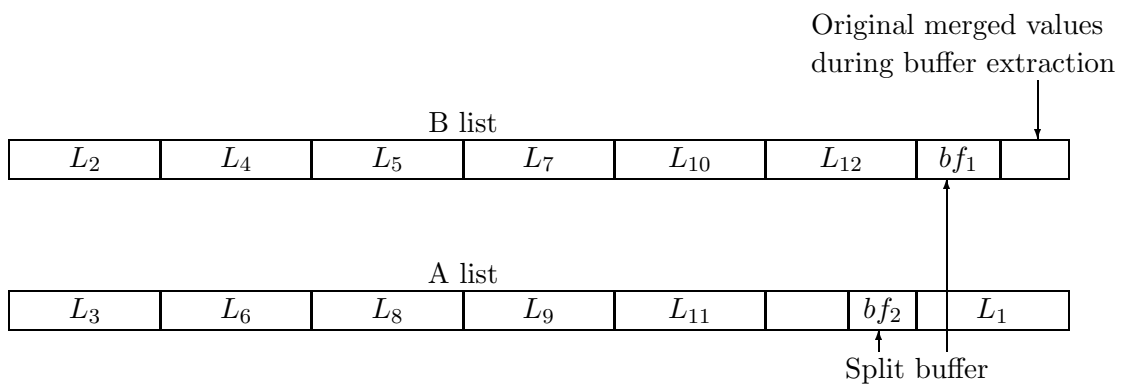 Original merged values
during buffer extraction
B list
L₂ L₄ L₅ L₇ L₁₀ L₁₂ bf₁
A list
L₃ L₆ L₈ L₉ L₁₁ bf₂ L₁
Split buffer